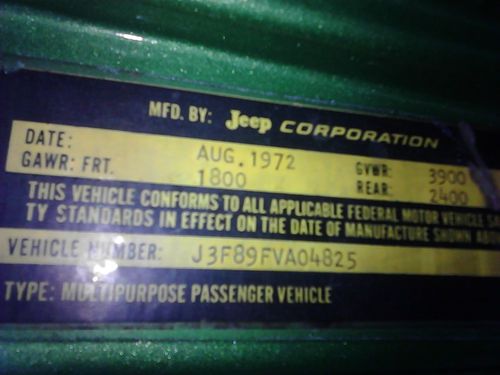 MFD. BY: Jeep CORPORATION
DATE: AUG. 1972 GVWR 3900
GAWR: FRT. 1800 REAR: 2400
THIS VEHICLE CONFORMS TO ALL APPLICABLE FEDERAL MOTOR VEHICLE
TY STANDARDS IN EFFECT ON THE DATE OF MANUFACTURE SHOWN
VEHICLE NUMBER: J3F89FVA04825
TYPE: MULTIPURPOSE PASSENGER VEHICLE